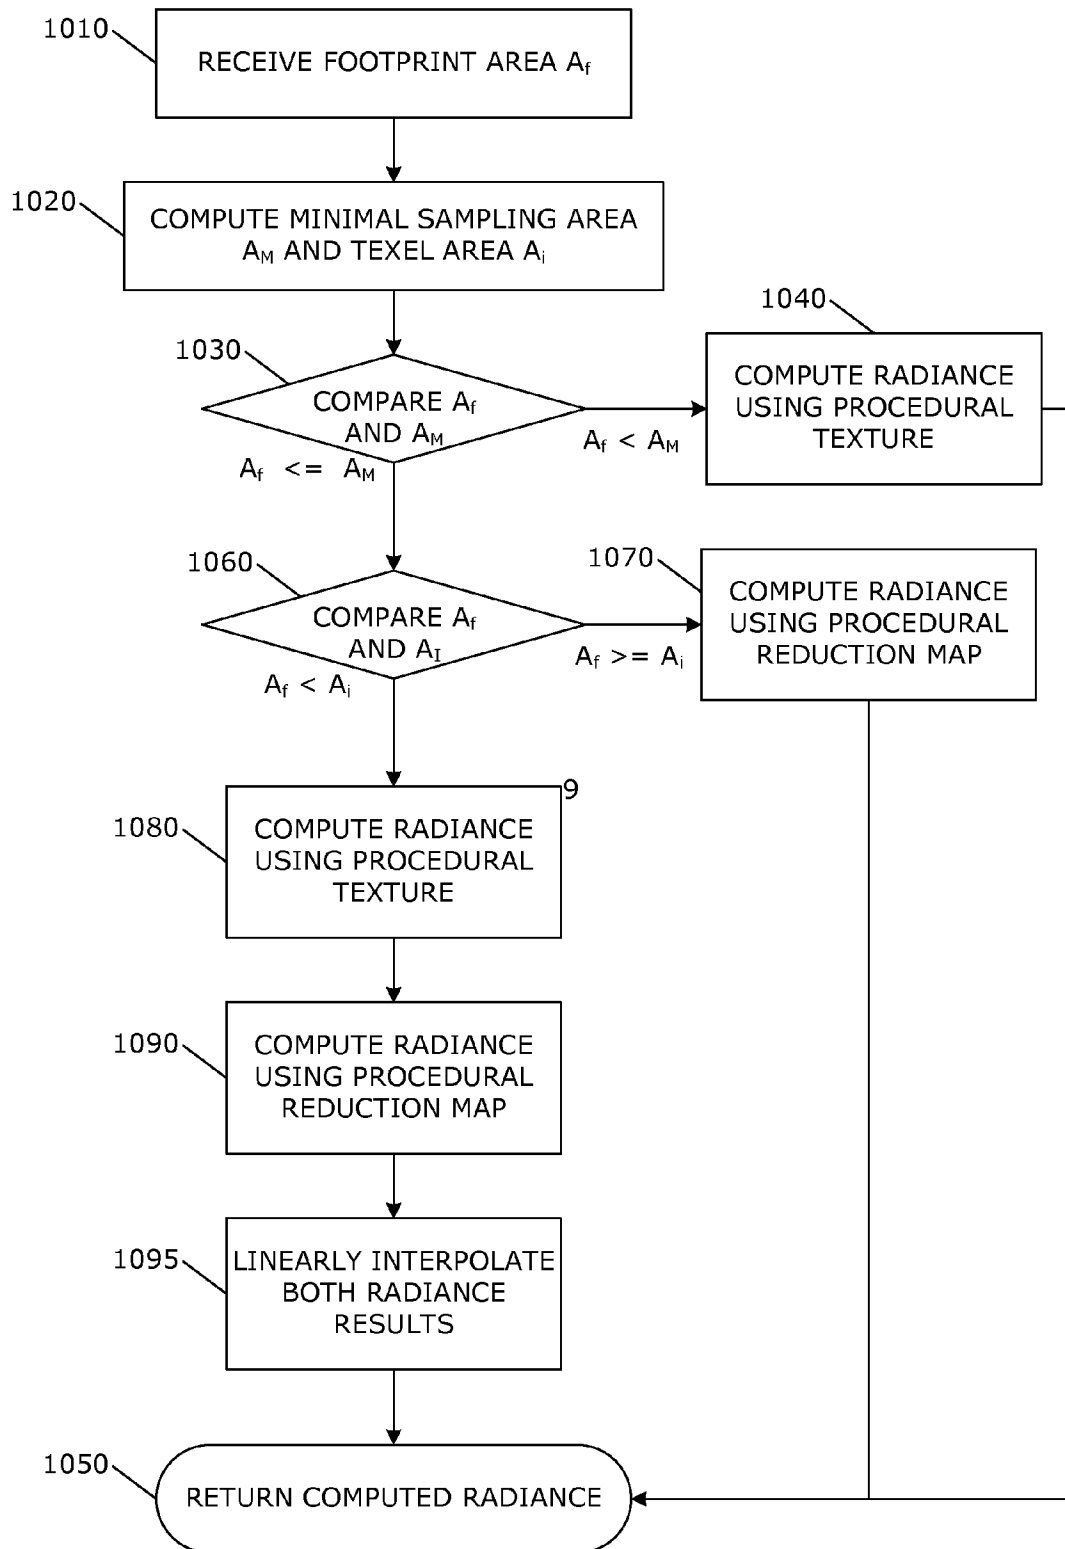 1010
RECEIVE FOOTPRINT AREA Af
1020
COMPUTE MINIMAL SAMPLING AREA
AM AND TEXEL AREA Ai
1030
COMPARE Af
AND AM
Af < AM
Af <= AM
1040
COMPUTE RADIANCE
USING PROCEDURAL
TEXTURE
1060
COMPARE Af
AND AI
Af >= Ai
Af < Ai
1070
COMPUTE RADIANCE
USING PROCEDURAL
REDUCTION MAP
9
1080
COMPUTE RADIANCE
USING PROCEDURAL
TEXTURE
1090
COMPUTE RADIANCE
USING PROCEDURAL
REDUCTION MAP
1095
LINEARLY INTERPOLATE
BOTH RADIANCE
RESULTS
1050
RETURN COMPUTED RADIANCE